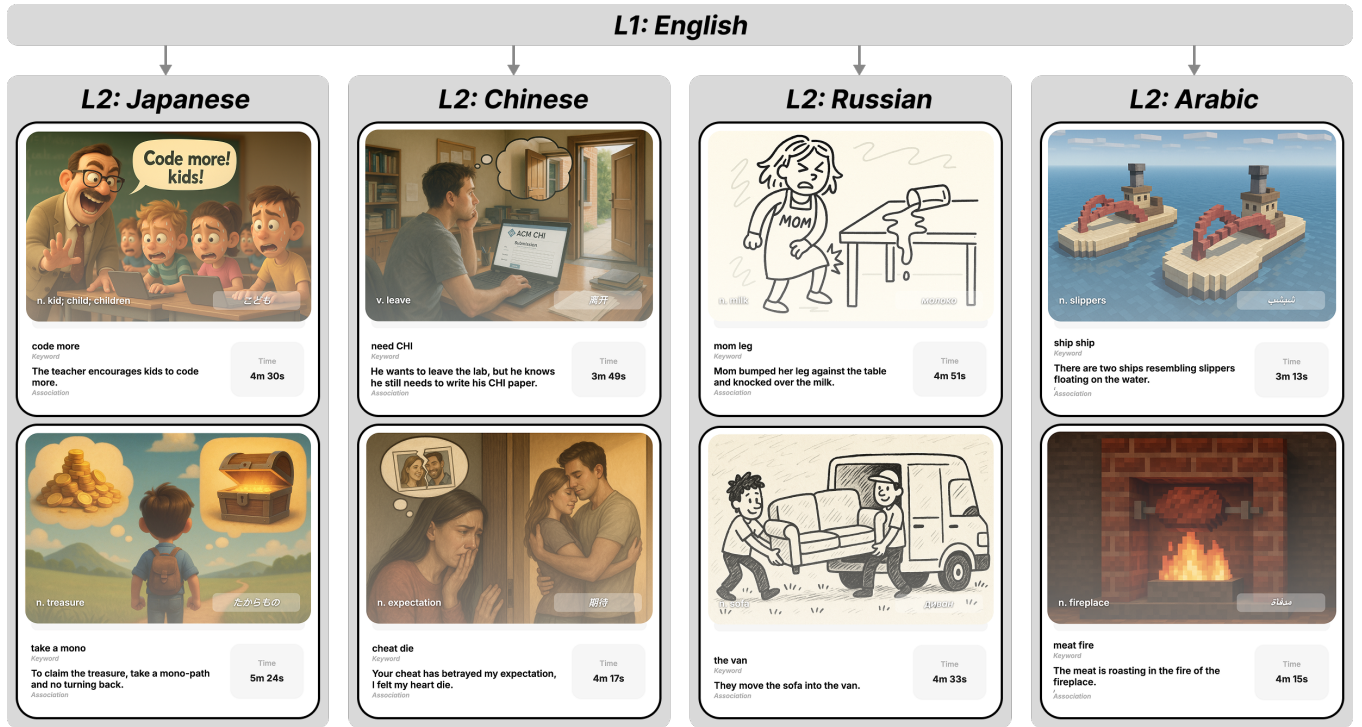 L1: English
L2: Japanese
Code more!
kids!
n. kid; child; children
こども
code more
Keyword
The teacher encourages kids to code
more.
Association
Time
4m 30s
n. treasure
たからもの
take a mono
Keyword
To claim the treasure, take a mono-path
and no turning back.
Association
Time
5m 24s
L2: Chinese
ACM CHI
Submission
v. leave
离开
need CHI
Keyword
He wants to leave the lab, but he knows
he still needs to write his CHI paper.
Association
Time
3m 49s
n. expectation
期待
cheat die
Keyword
Your cheat has betrayed my expectation,
I felt my heart die.
Association
Time
4m 17s
L2: Russian
MOM
n. milk
молоко
mom leg
Keyword
Mom bumped her leg against the table
and knocked over the milk.
Association
Time
4m 51s
n. sofa
диван
the van
Keyword
They move the sofa into the van.
Association
Time
4m 33s
L2: Arabic
n. slippers
شبشب
ship ship
Keyword
There are two ships resembling slippers
floating on the water.
Association
Time
3m 13s
n. fireplace
مدفأة
meat fire
Keyword
The meat is roasting in the fire of the
fireplace.
Association
Time
4m 15s